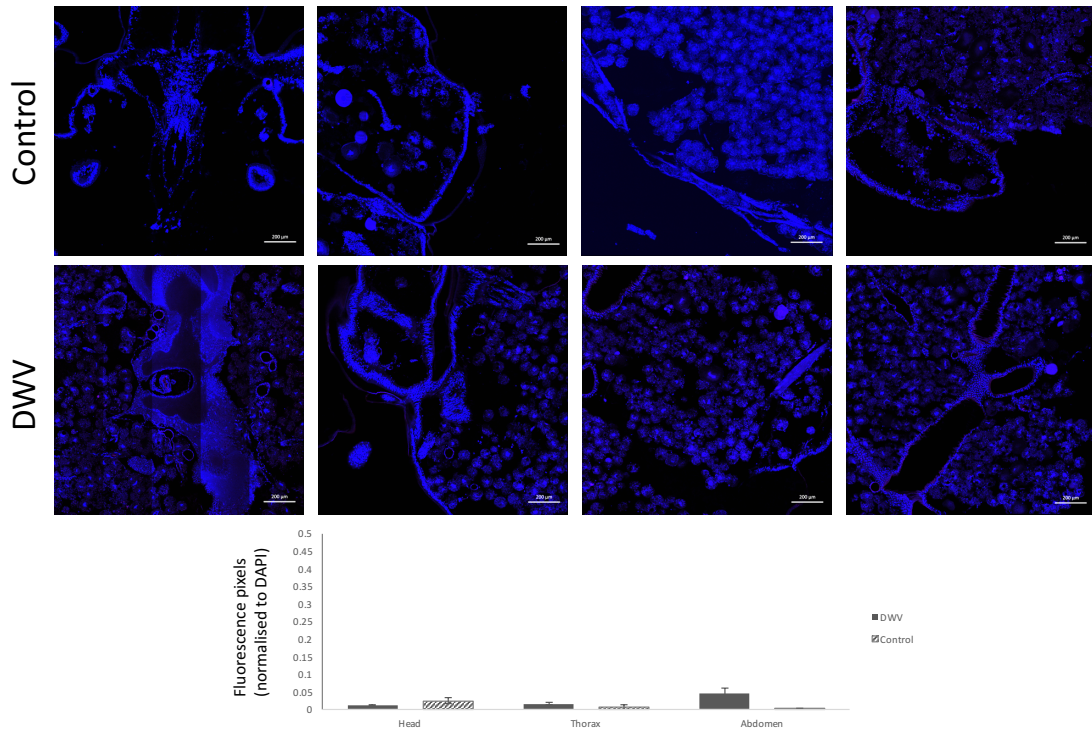 Control
200 µm
200 µm
200 µm
200 µm
DWV
200 µm
200 µm
200 µm
200 µm
Fluorescence pixels
(normalised to DAPI)
0.5
0.45
0.4
0.35
0.3
0.25
0.2
0.15
0.1
0.05
0
Head
Thorax
Abdomen
DWV
Control